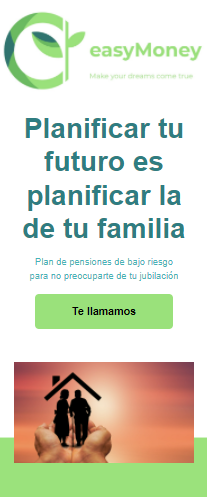 easyMoney
Make your dreams come true
Planificar tu
futuro es
planificar la
de tu familia
Plan de pensiones de bajo riesgo
para no preocuparte de tu jubilación
Te llamamos